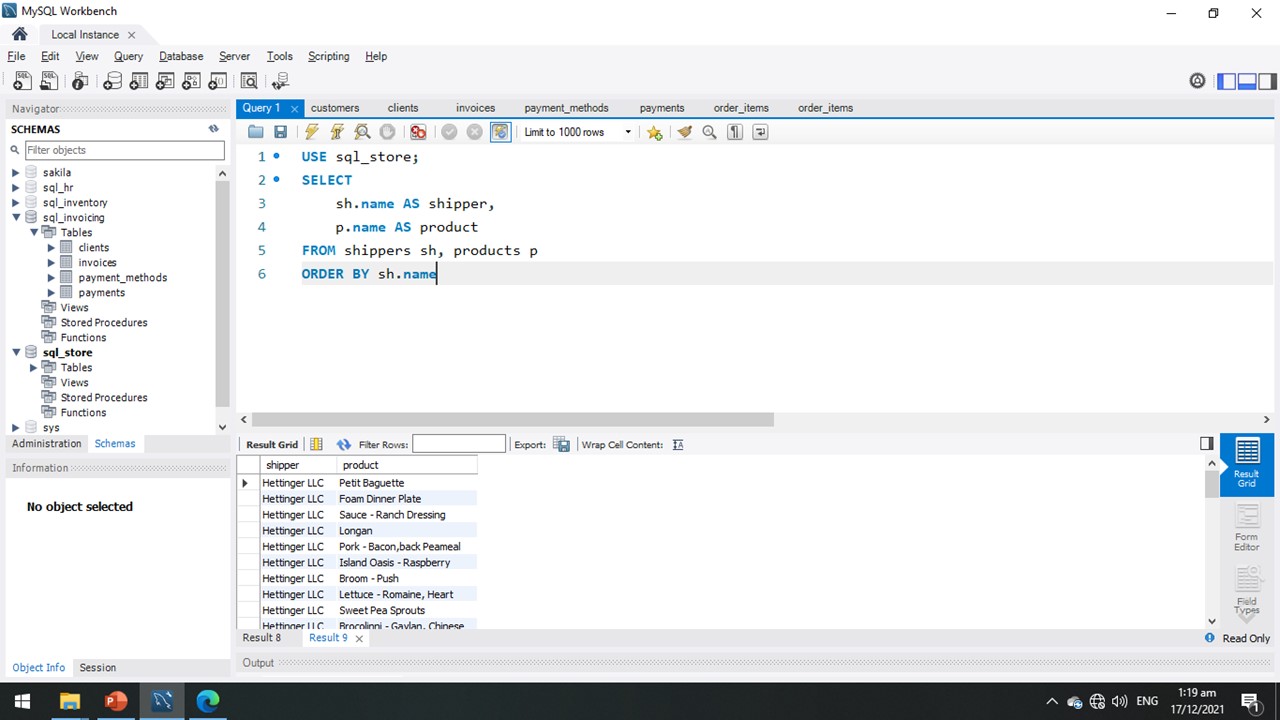 MySQL Workbench
Local Instance
File Edit View Query Database Server Tools Scripting Help
Navigator
SCHEMAS
Filter objects
sakila
sql_hr
sql_inventory
sql_invoicing
Tables
clients
invoices
payment_methods
payments
Views
Stored Procedures
Functions
sql_store
Tables
Views
Stored Procedures
Functions
sys
Administration Schemas
Information
No object selected
Object Info Session
Query 1 customers clients invoices payment_methods payments order_items order_items
Limit to 1000 rows
1 USE sql_store;
2 SELECT
3 sh.name AS shipper,
4 p.name AS product
5 FROM shippers sh, products p
6 ORDER BY sh.name
Result Grid Filter Rows: Export: Wrap Cell Content:
shipper product
Hettinger LLC Petit Baguette
Hettinger LLC Foam Dinner Plate
Hettinger LLC Sauce - Ranch Dressing
Hettinger LLC Longan
Hettinger LLC Pork - Bacon,back Peameal
Hettinger LLC Island Oasis - Raspberry
Hettinger LLC Broom - Push
Hettinger LLC Lettuce - Romaine, Heart
Hettinger LLC Sweet Pea Sprouts
Hettinger LLC Brocolinni - Gaylan, Chinese
Result Grid
Form Editor
Field Types
Result 8 Result 9
Read Only
Output
ENG
1:19 am
17/12/2021
1